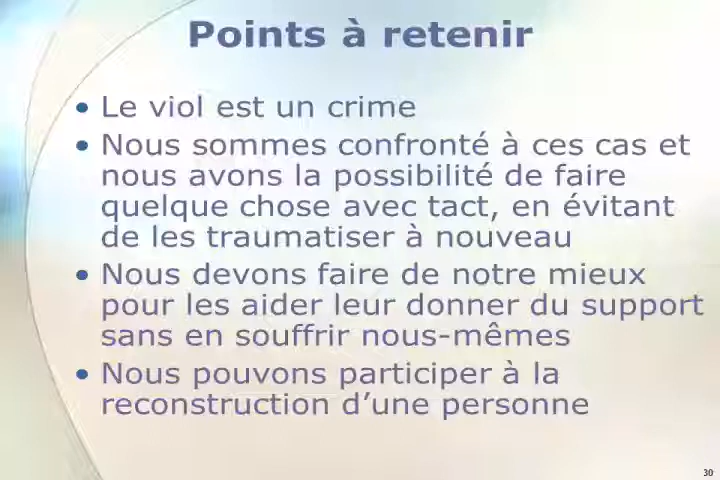 Points à retenir
• Le viol est un crime
• Nous sommes confronté à ces cas et
nous avons la possibilité de faire
quelque chose avec tact, en évitant
de les traumatiser à nouveau
• Nous devons faire de notre mieux
pour les aider leur donner du support
sans en souffrir nous-mêmes
• Nous pouvons participer à la
reconstruction d’une personne
30